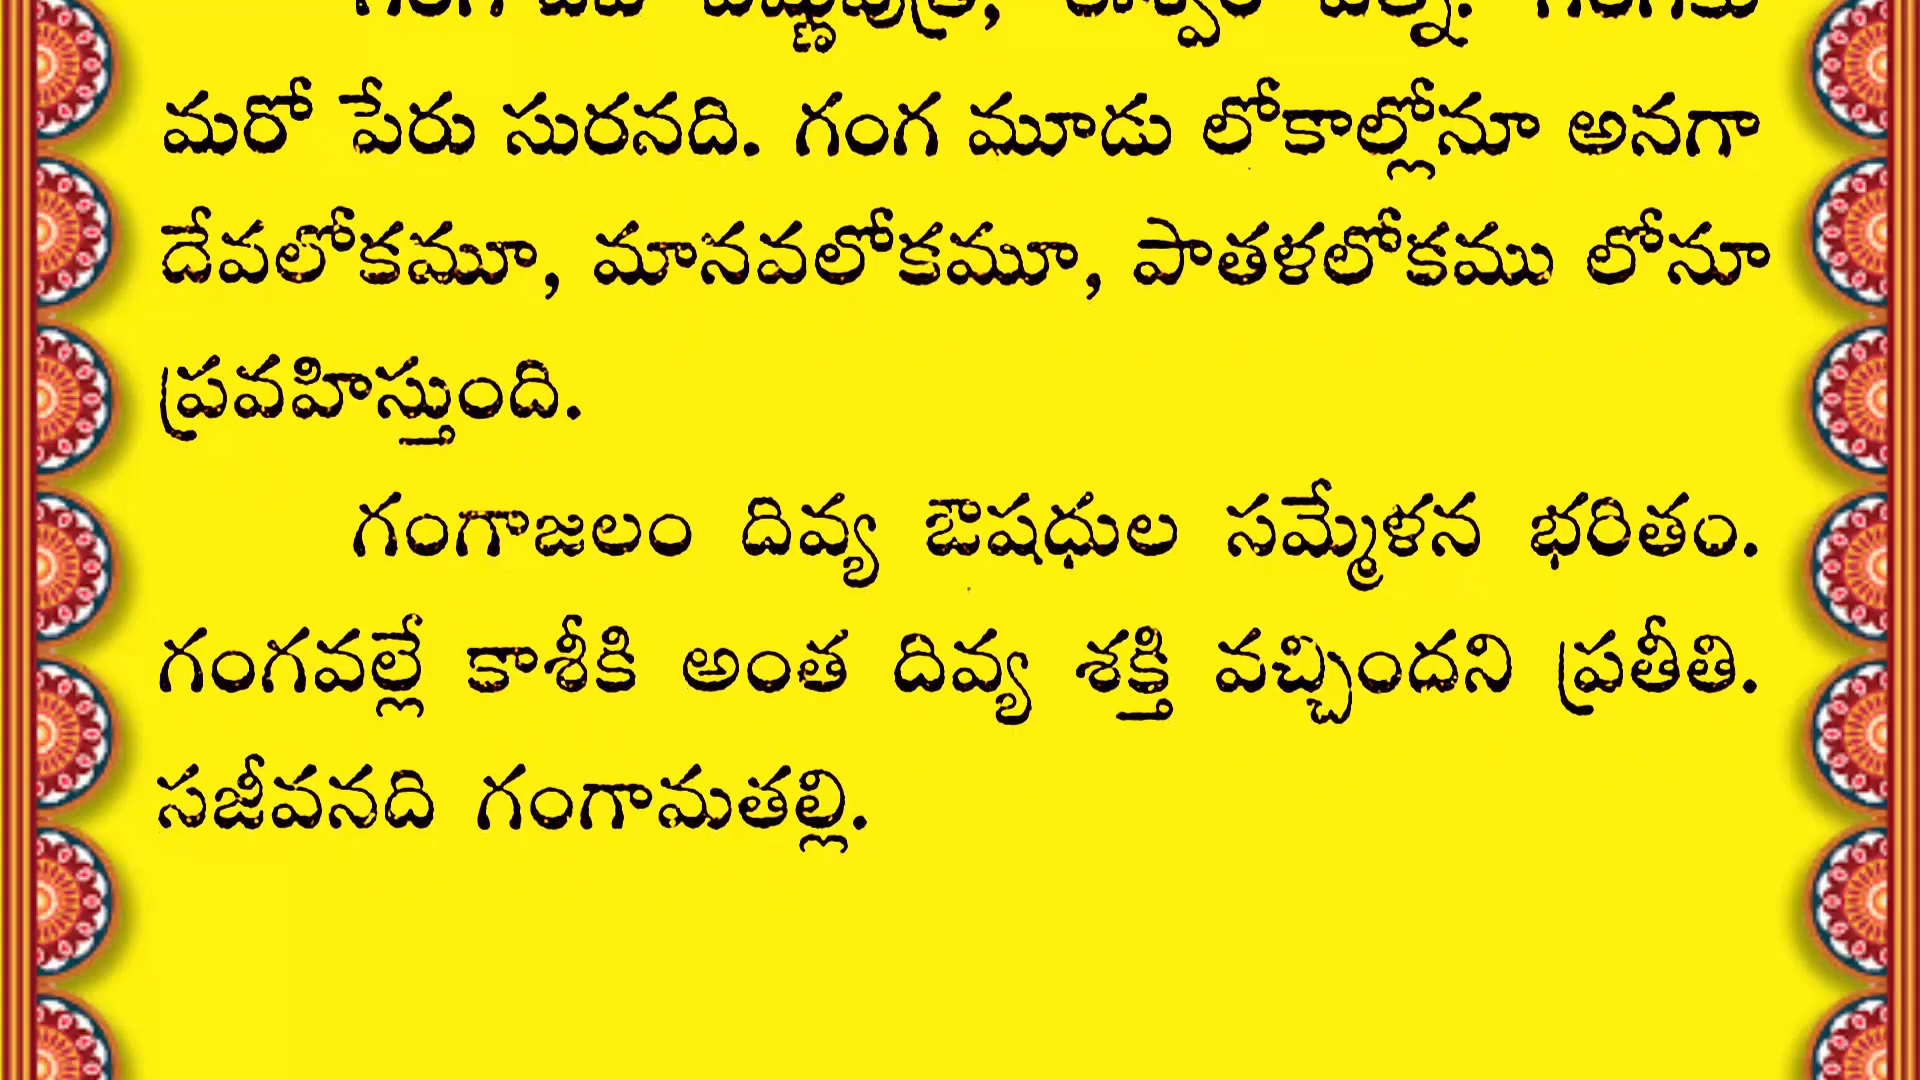 మరో పేరు సురనది. గంగ మూడు లోకాల్లోనూ అనగా
దేవలోకమూ, మానవలోకమూ, పాతళలోకము లోనూ
ప్రవహిస్తుంది.
గంగాజలం దివ్య ఔషధుల సమ్మేళన భరితం.
గంగవల్లే కాశీకి అంత దివ్య శక్తి వచ్చిందని ప్రతీతి.
సజీవనది గంగామతల్లి.